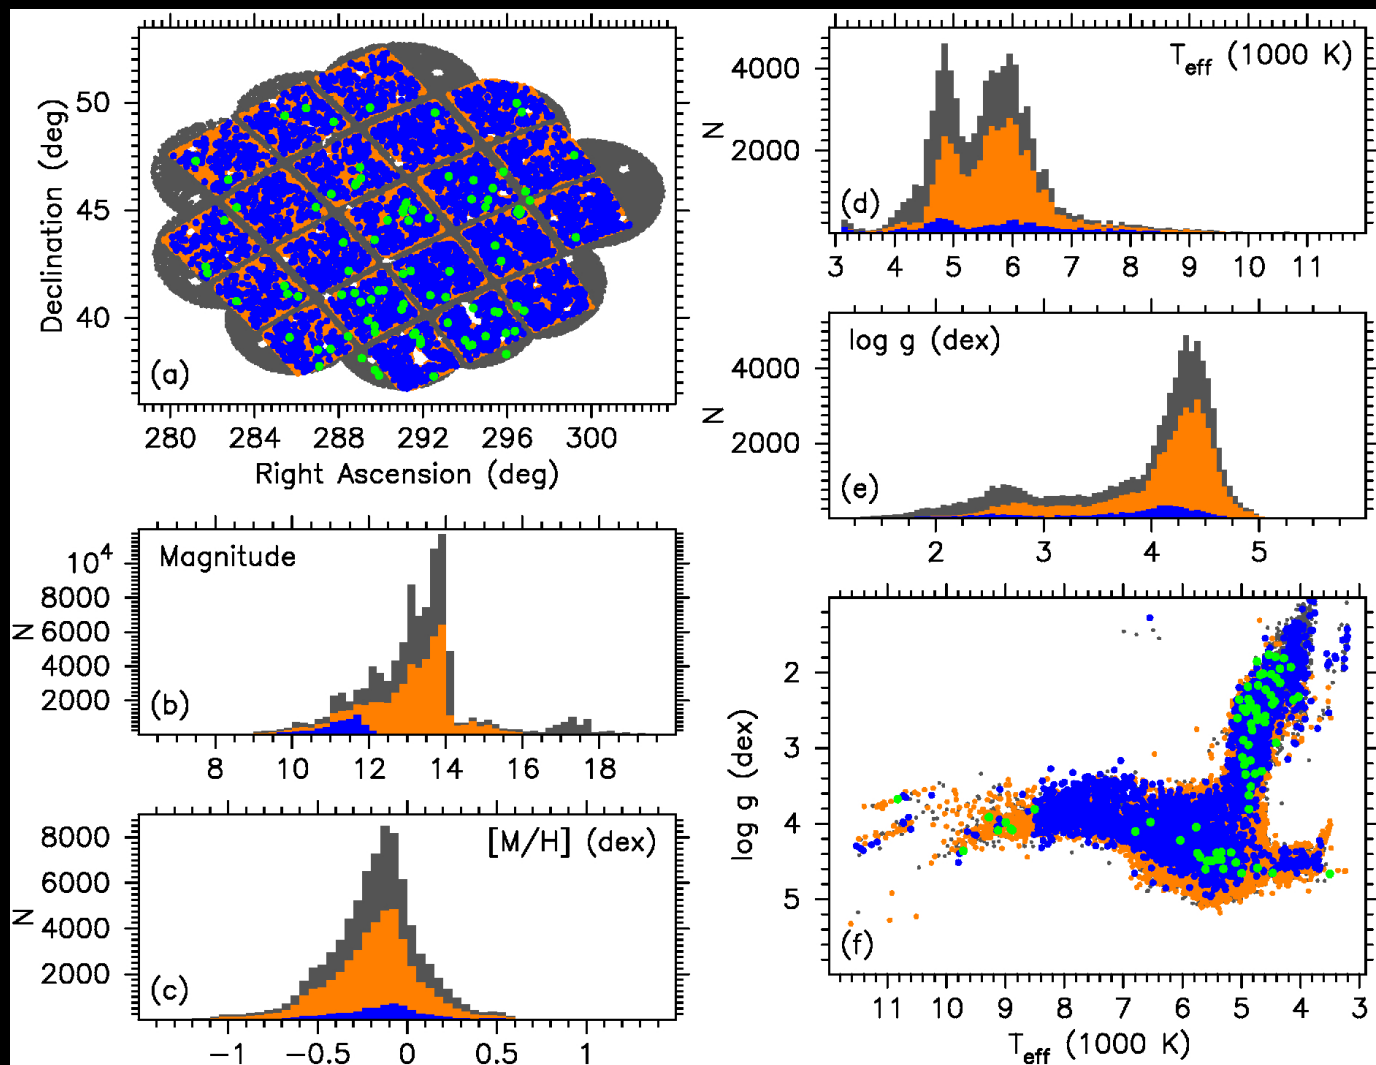 50
45
40
Declination (deg)
(a)
280 284 288 292 296 300
Right Ascension (deg)
Magnitude
10⁴
8000
6000
4000
2000
N
(b)
8 10 12 14 16 18
[M/H] (dex)
8000
6000
4000
2000
N
(c)
−1 −0.5 0 0.5 1
T_eff (1000 K)
4000
2000
N
(d)
3 4 5 6 7 8 9 10 11
log g (dex)
4000
2000
N
(e)
2 3 4 5
2
3
4
5
log g (dex)
(f)
11 10 9 8 7 6 5 4 3
T_eff (1000 K)